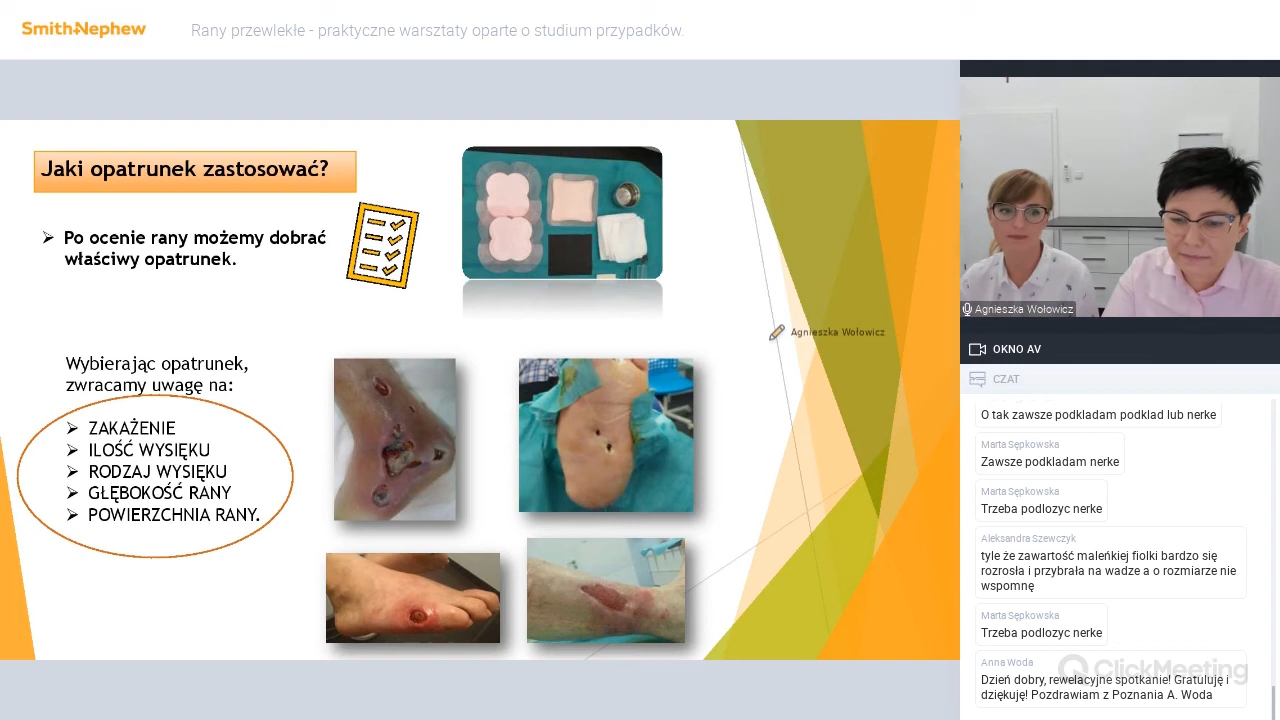 Smith+Nephew
Rany przewlekłe - praktyczne warsztaty oparte o studium przypadków.
Jaki opatrunek zastosować?
Po ocenie rany możemy dobrać
właściwy opatrunek.
Wybierając opatrunek,
zwracamy uwagę na:
ZAKAŻENIE
ILOŚĆ WYSIĘKU
RODZAJ WYSIĘKU
GŁĘBOKOŚĆ RANY
POWIERZCHNIA RANY.
Agnieszka Wołowicz
Agnieszka Wołowicz
OKNO AV
CZAT
O tak zawsze podkladam podklad lub nerke
Marta Sępkowska
Zawsze podkladam nerke
Marta Sępkowska
Trzeba podlozyc nerke
Aleksandra Szewczyk
tyle że zawartość maleńkiej fiolki bardzo się
rozrosła i przybrała na wadze a o rozmiarze nie
wspomnę
Marta Sępkowska
Trzeba podlozyc nerke
Anna Woda
Dzień dobry, rewelacyjne spotkanie! Gratuluję i
dziękuję! Pozdrawiam z Poznania A. Woda
ClickMeeting